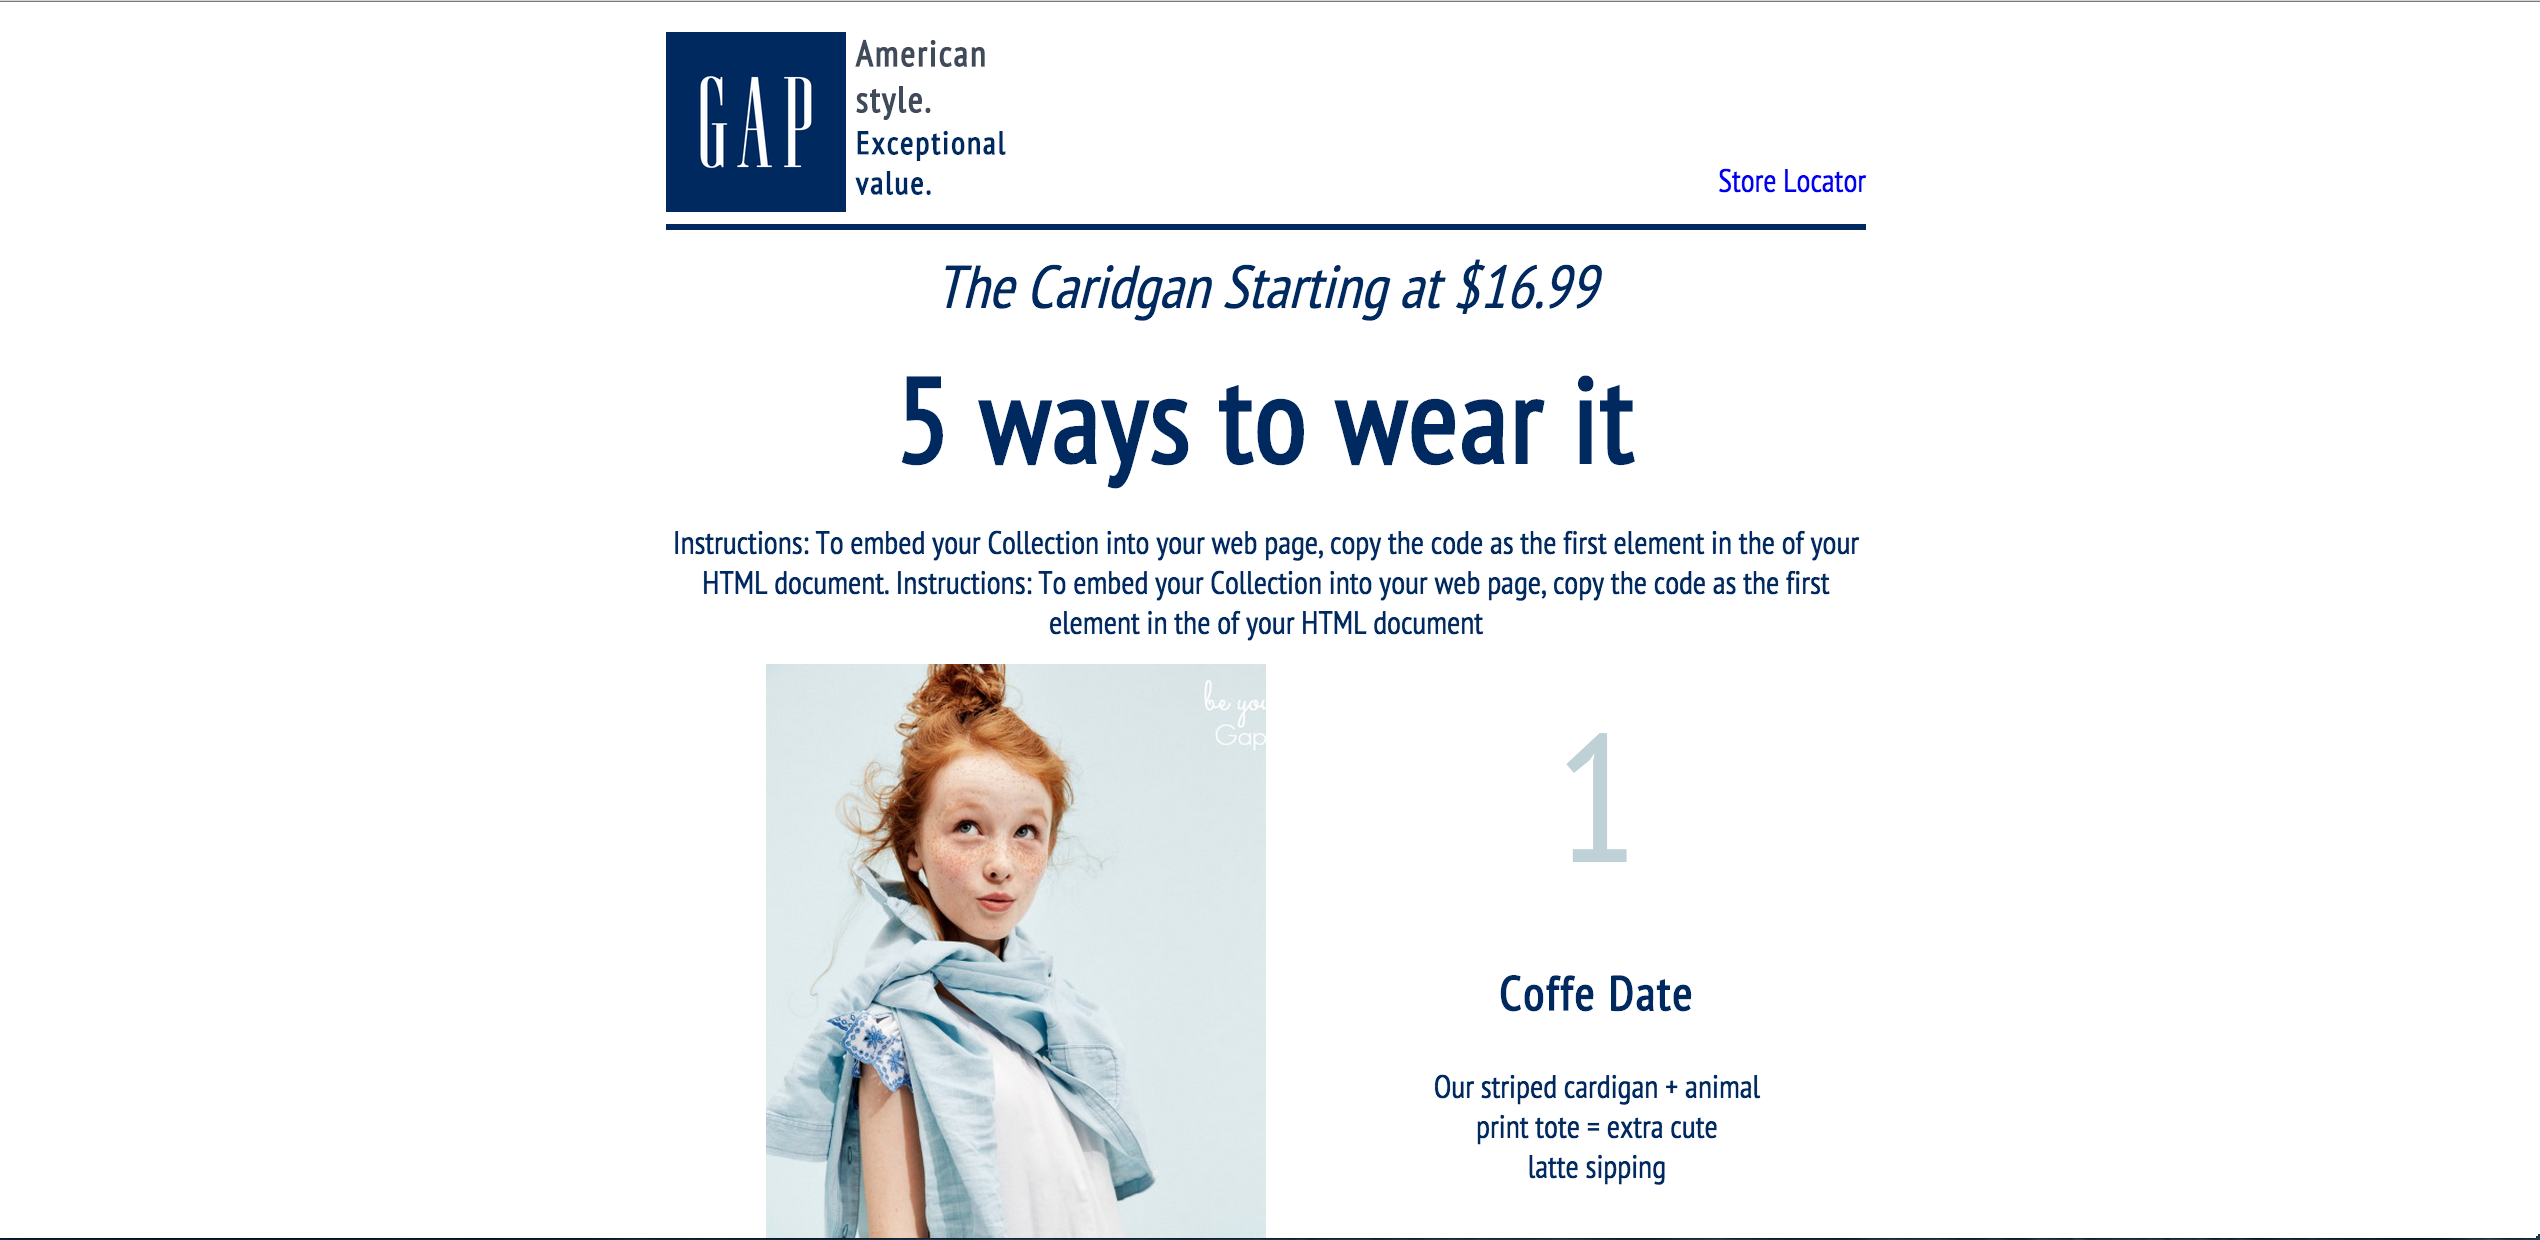 GAP
American
style.
Exceptional
value.
Store Locator
The Caridgan Starting at $16.99
5 ways to wear it
Instructions: To embed your Collection into your web page, copy the code as the first element in the of your
HTML document. Instructions: To embed your Collection into your web page, copy the code as the first
element in the of your HTML document
be you
Gap
1
Coffe Date
Our striped cardigan + animal
print tote = extra cute
latte sipping